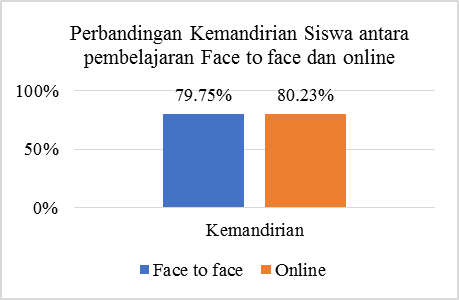 Perbandingan Kemandirian Siswa antara
pembelajaran Face to face dan online
100%
79.75% 80.23%
50%
0%
Kemandirian
Face to face Online